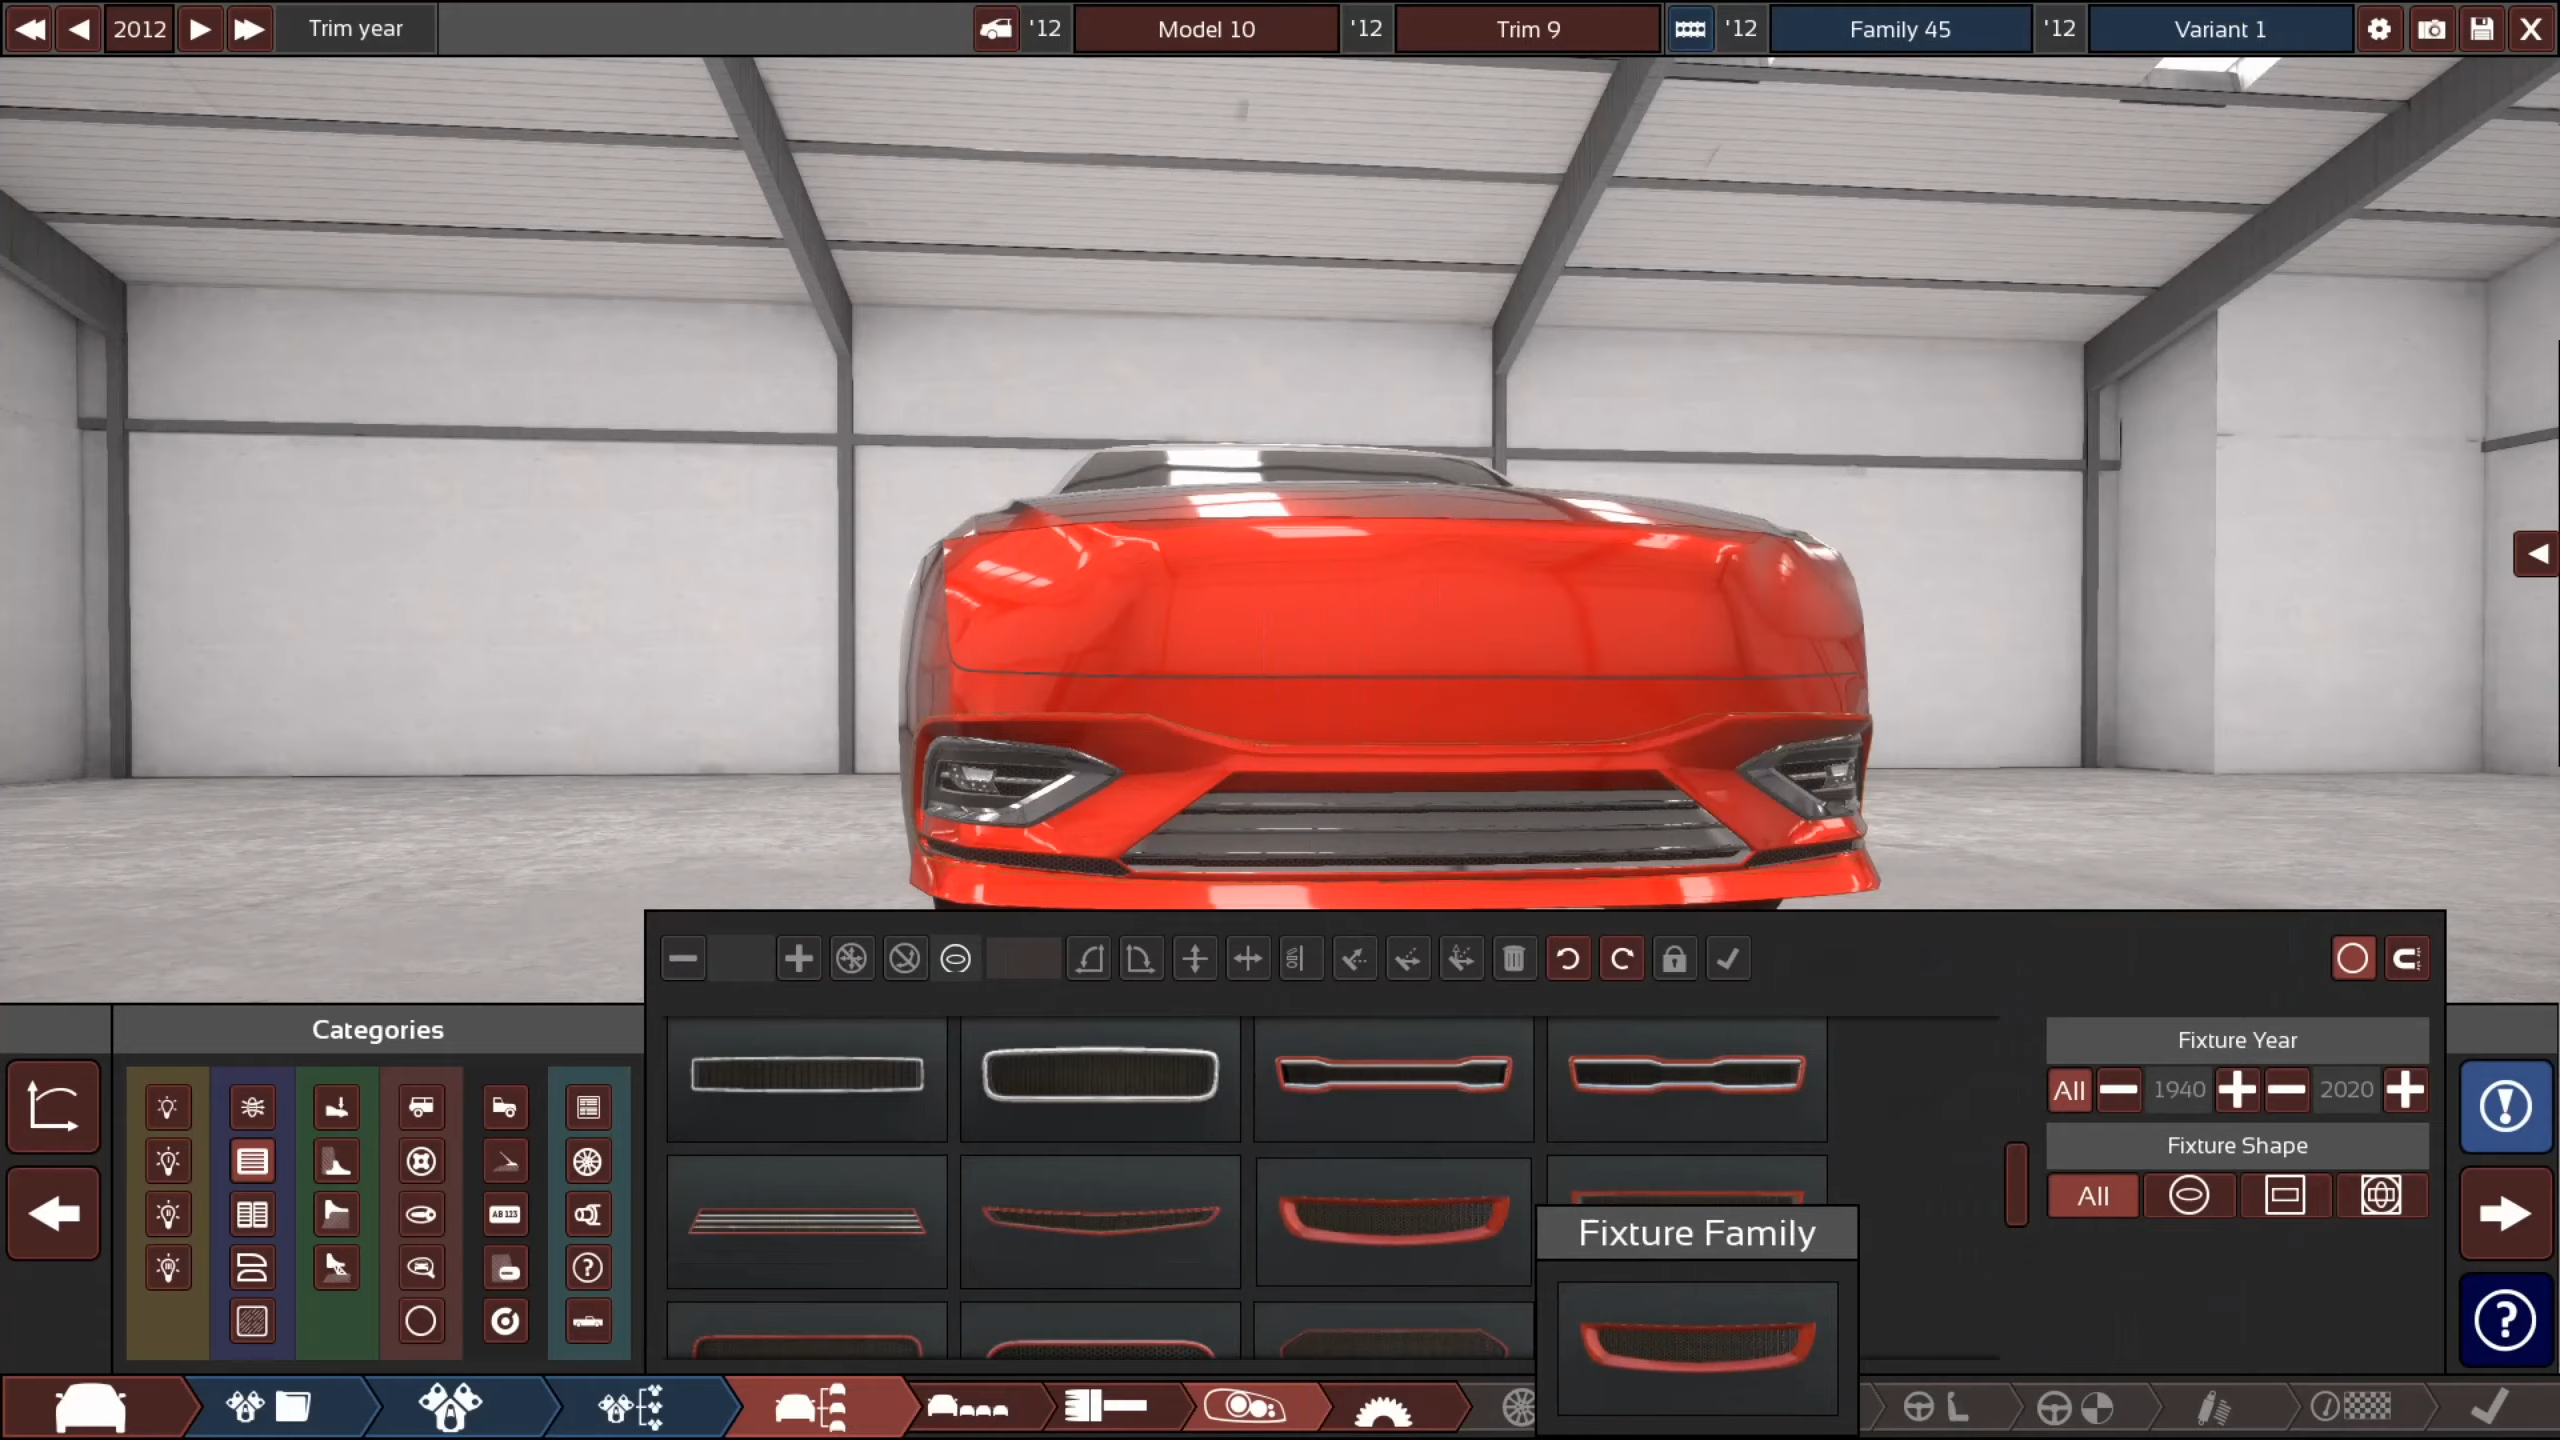 2012
Trim year
'12
Model 10
'12
Trim 9
'12
Family 45
'12
Variant 1
X
Categories
AB 123
?
Fixture Year
All
1940
2020
Fixture Shape
All
Fixture Family
!
?